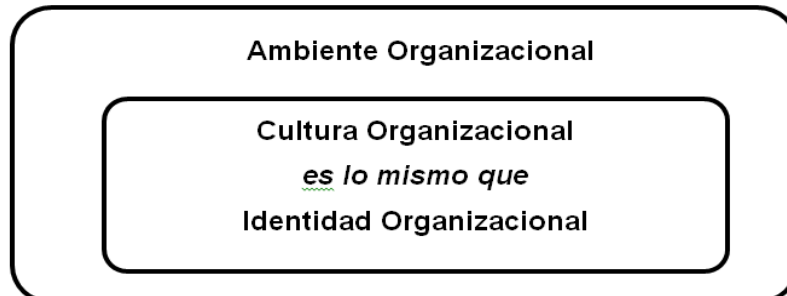 Ambiente Organizacional
Cultura Organizacional
es lo mismo que
Identidad Organizacional